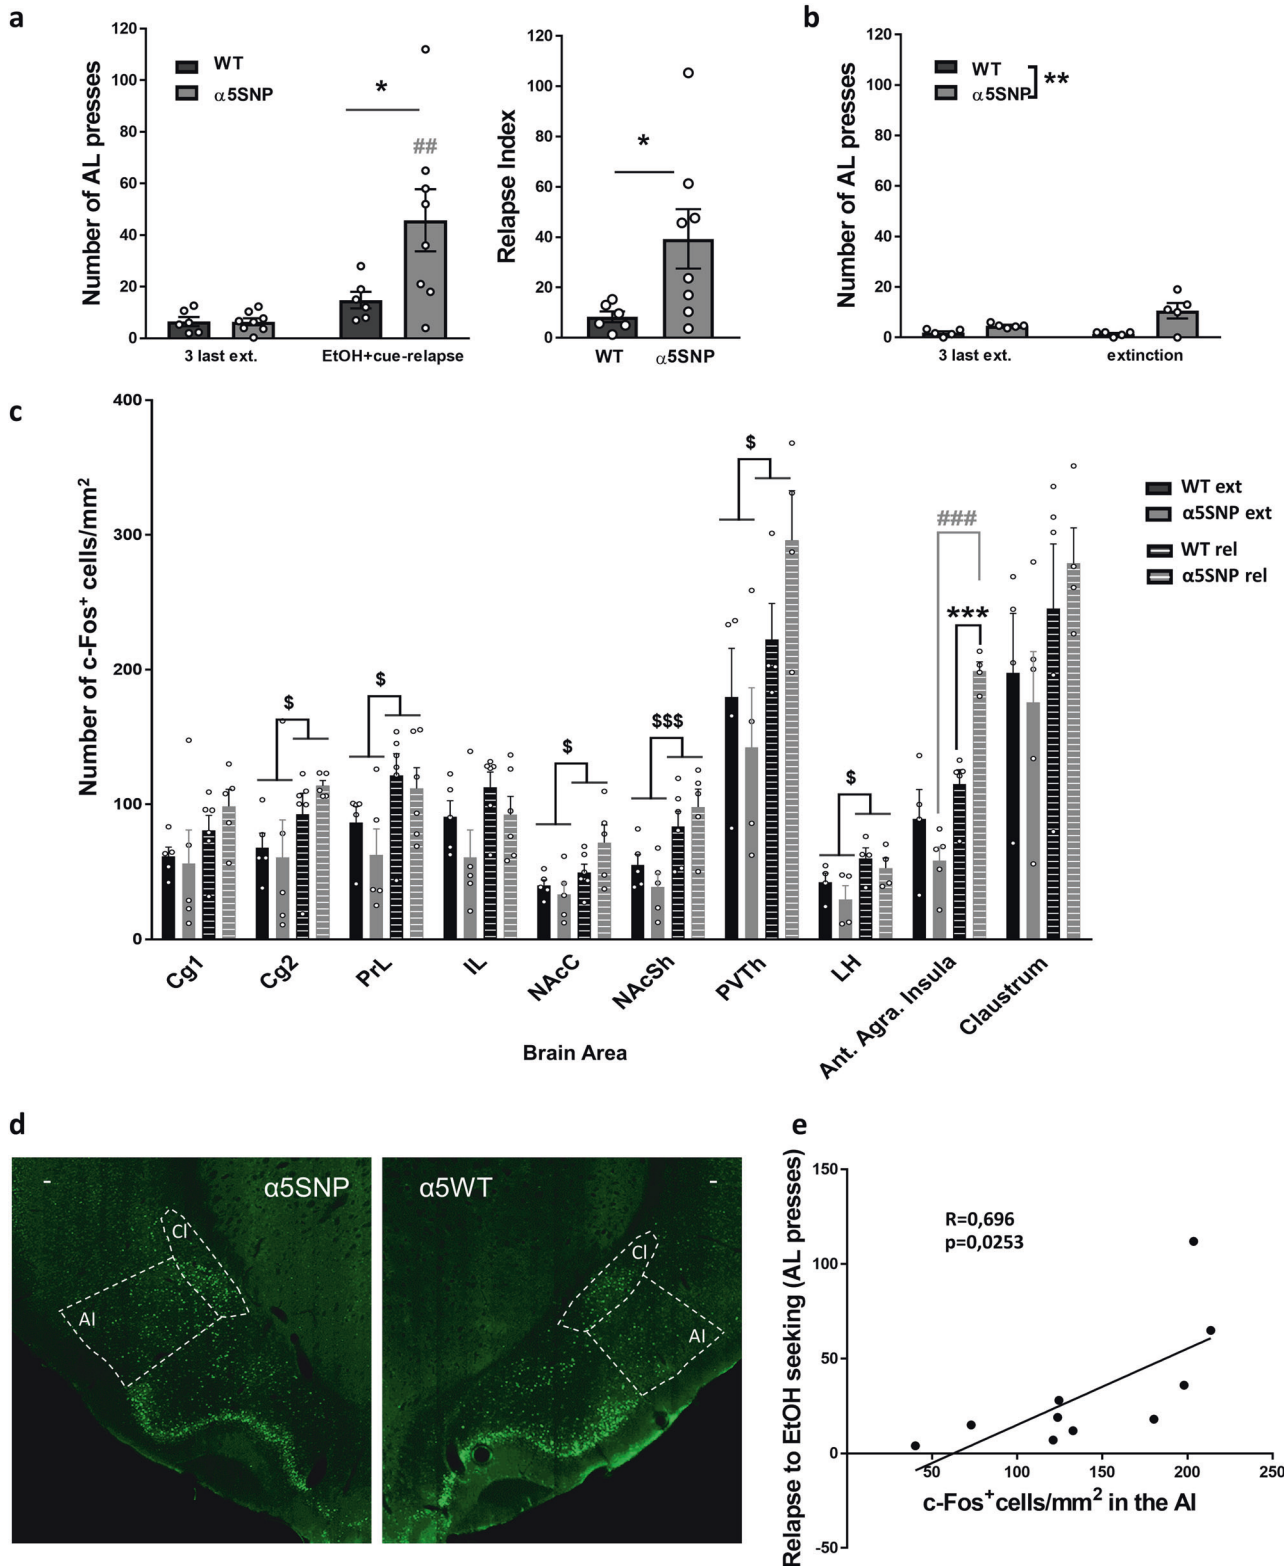 a
120
100
80
60
40
20
0
Number of AL presses
WT
α5SNP
*
##
3 last ext.
EtOH+cue-relapse
120
100
80
60
40
20
0
Relapse Index
*
WT
α5SNP
b
120
100
80
60
40
20
0
Number of AL presses
WT
α5SNP
**
3 last ext.
extinction
c
400
300
200
100
0
Number of c-Fos⁺ cells/mm²
$
$
$
$$$
$
$
###
***
WT ext
α5SNP ext
WT rel
α5SNP rel
Cg1
Cg2
PrL
IL
NAcC
NAcSh
PVTh
LH
Ant. Agra. Insula
Claustrum
Brain Area
d
α5SNP
Cl
AI
α5WT
Cl
AI
e
150
100
50
0
-50
Relapse to EtOH seeking (AL presses)
R=0,696
p=0,0253
50
100
150
200
250
c-Fos⁺cells/mm² in the AI